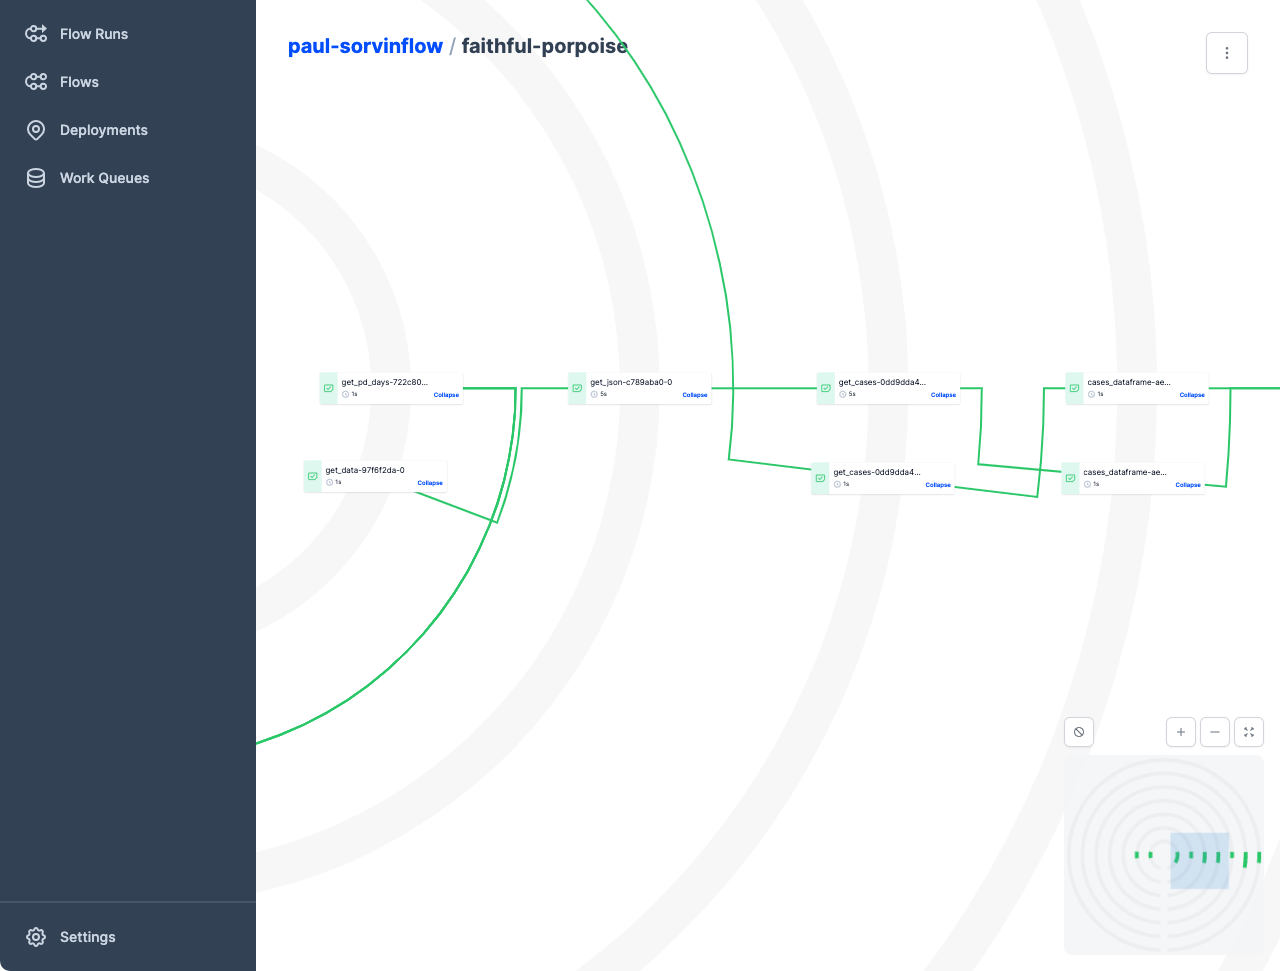 Flow Runs
Flows
Deployments
Work Queues
Settings
paul-sorvinflow / faithful-porpoise
get_pd_days-722c80...
1s
Collapse
get_json-c789aba0-0
5s
Collapse
get_cases-0dd9dda4...
5s
Collapse
cases_dataframe-ae...
1s
Collapse
get_data-97f6f2da-0
1s
Collapse
get_cases-0dd9dda4...
1s
Collapse
cases_dataframe-ae...
1s
Collapse